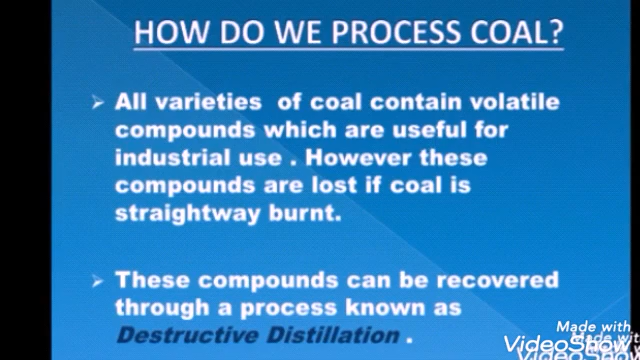 HOW DO WE PROCESS COAL?
➢ All varieties of coal contain volatile
compounds which are useful for
industrial use . However these
compounds are lost if coal is
straightway burnt.
➢ These compounds can be recovered
through a process known as
Destructive Distillation .
Made with
VideoShow
Made wi